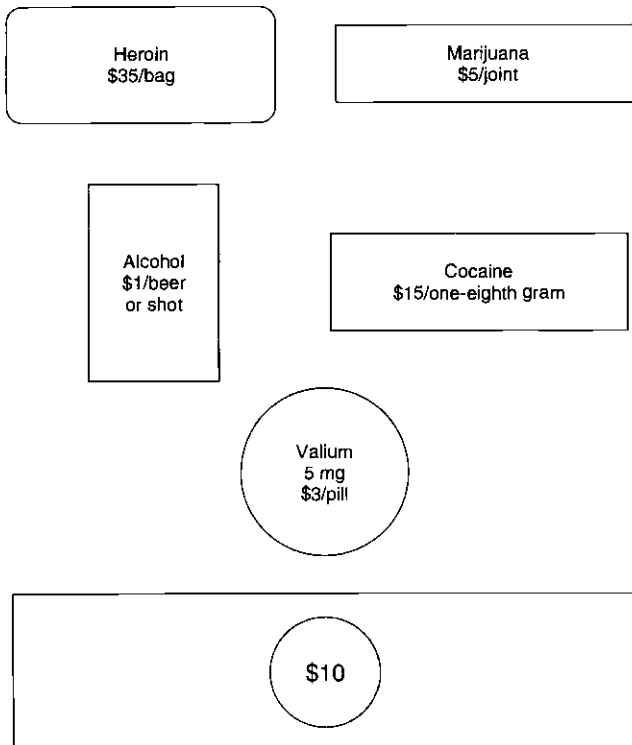 Heroin
$35/bag
Marijuana
$5/joint
Alcohol
$1/beer
or shot
Cocaine
$15/one-eighth gram
Valium
5 mg
$3/pill
$10